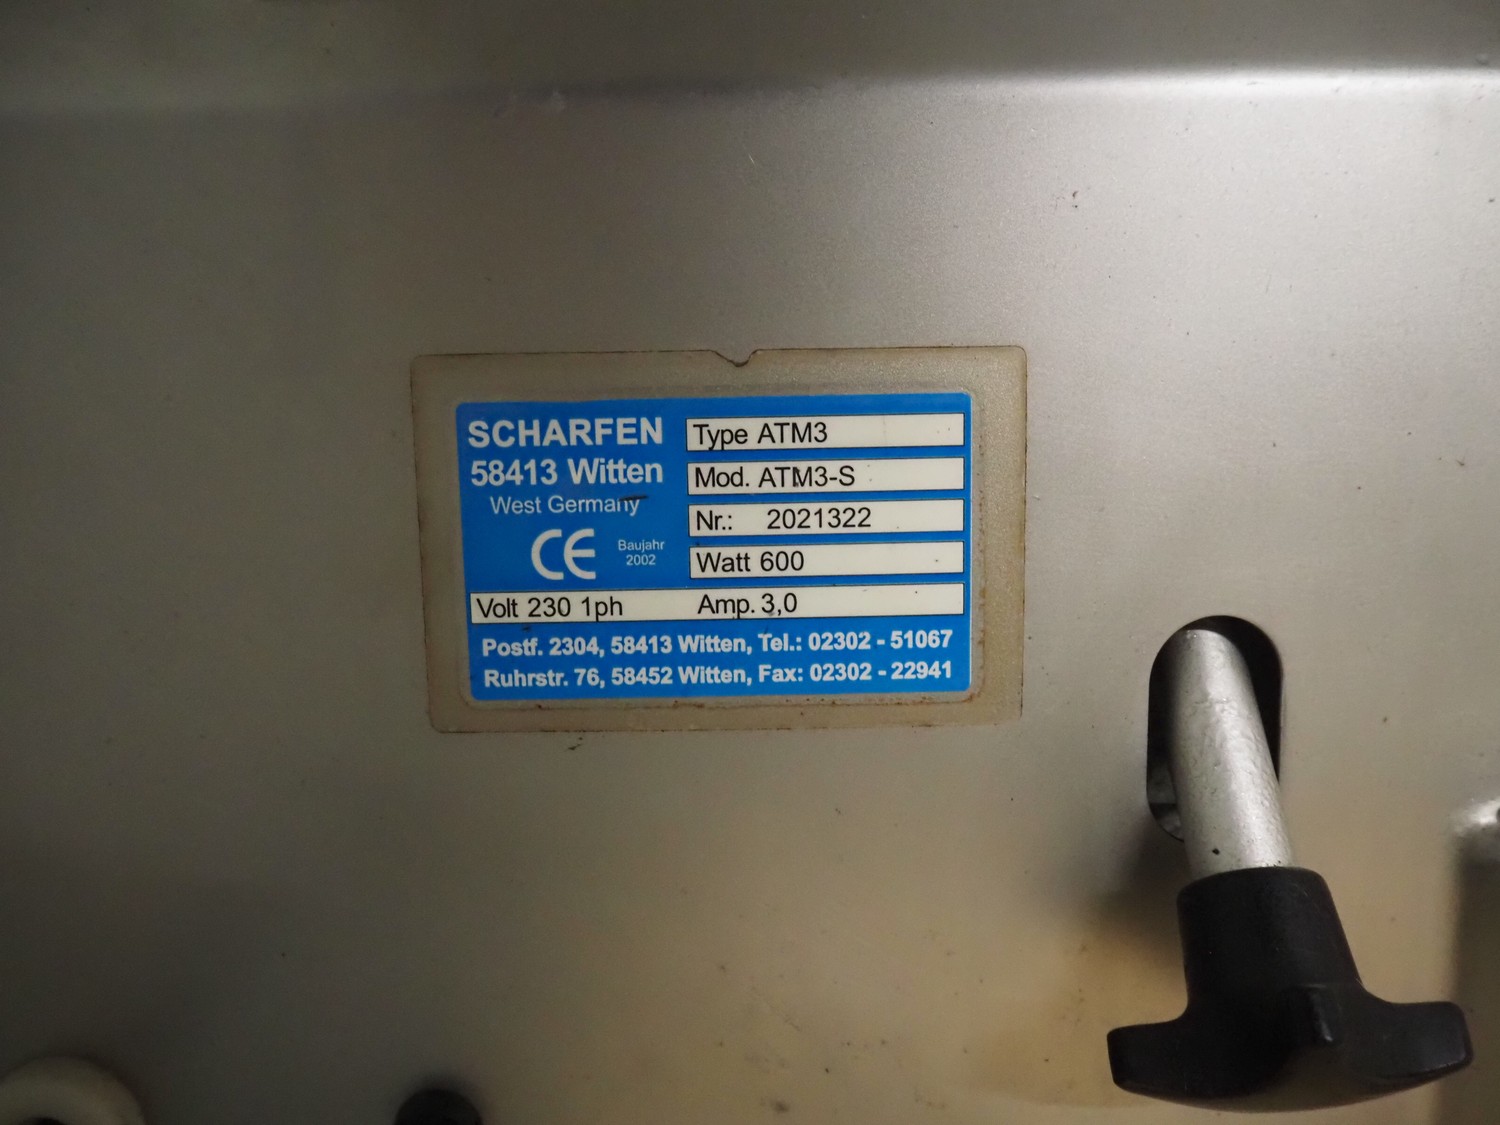 SCHARFEN
58413 Witten
West Germany
CE
Baujahr
2002
Type ATM3
Mod. ATM3-S
Nr.: 2021322
Watt 600
Volt 230 1ph Amp. 3,0
Postf. 2304, 58413 Witten, Tel.: 02302 - 51067
Ruhrstr. 76, 58452 Witten, Fax: 02302 - 22941